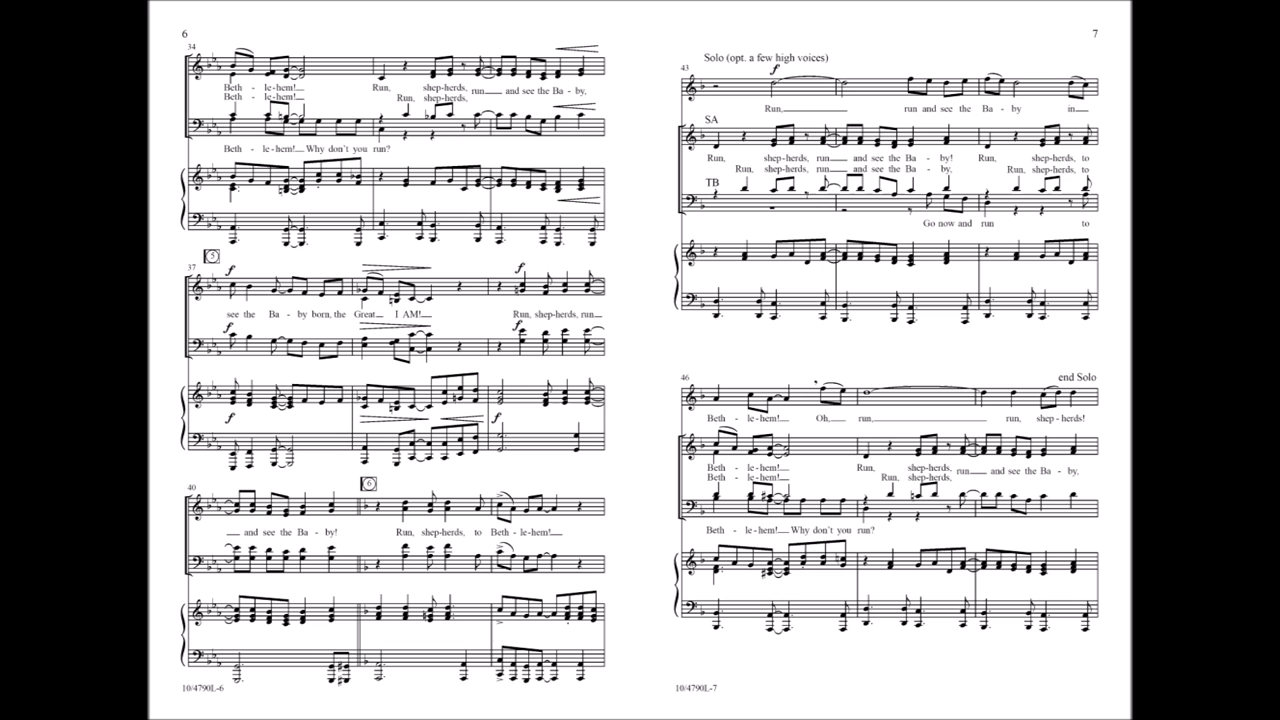 6
34
Beth - le-hem! Run, shep-herds, run and see the Ba - by,
Beth - le-hem! Run, shep-herds,
Beth - le-hem! Why don't you run?
5
37
f f
see the Ba - by born, the Great I AM! Run, shep-herds, run
f f
f f
40
6
and see the Ba - by! Run, shep-herds, to Beth - le-hem!
10/4790L-6
7
Solo (opt. a few high voices)
43
f
Run, run and see the Ba - by in
SA
Run, shep-herds, run and see the Ba - by! Run, shep-herds, to
Run, shep-herds, run and see the Ba - by, Run, shep-herds, to
TB
Go now and run to
end Solo
46
Beth - le-hem! Oh, run, run, shep-herds!
Beth - le-hem! Run, shep-herds, run and see the Ba - by,
Beth - le-hem! Run, shep-herds,
Beth - le-hem! Why don't you run?
10/4790L-7